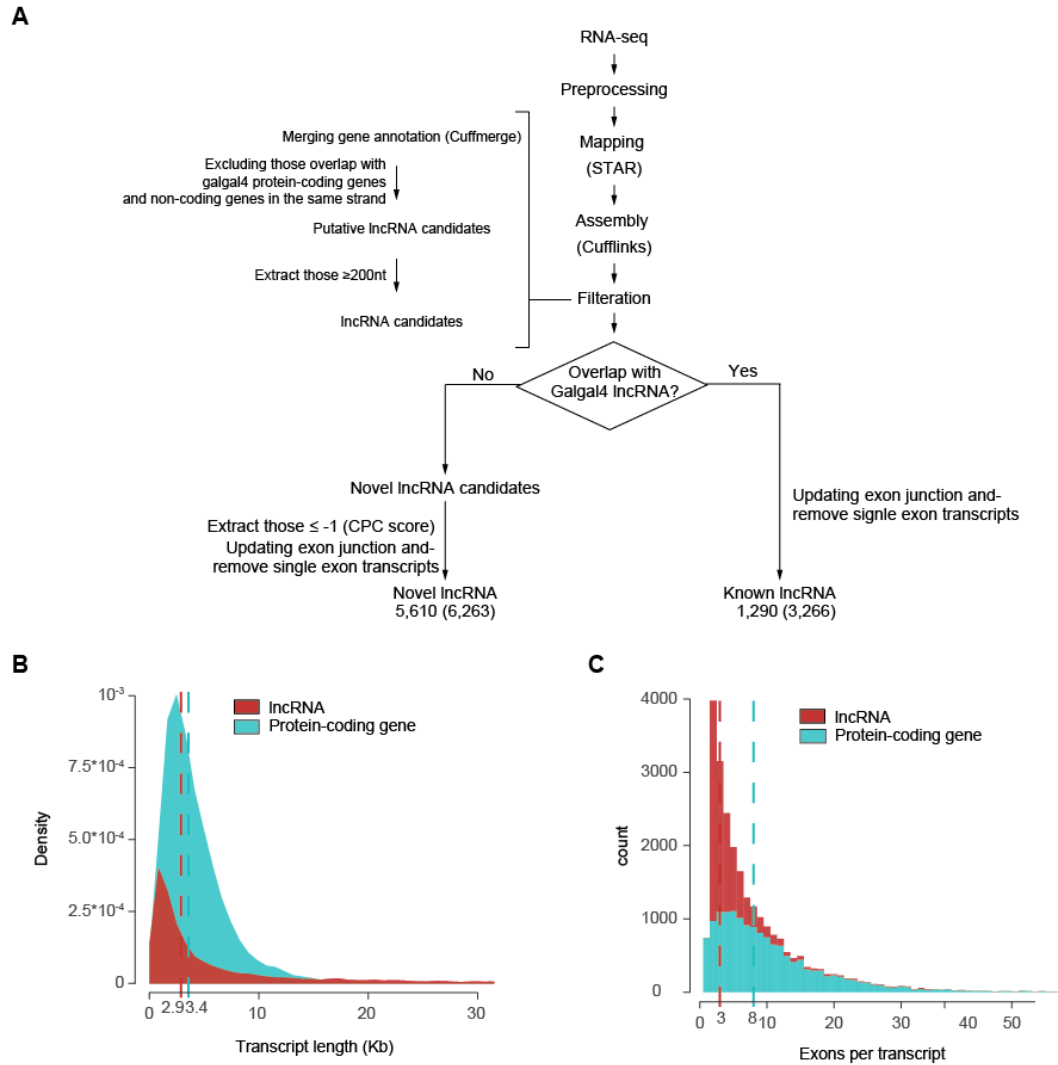 A
RNA-seq
Preprocessing
Mapping
(STAR)
Assembly
(Cufflinks)
Filteration
Merging gene annotation (Cuffmerge)
Excluding those overlap with
galgal4 protein-coding genes
and non-coding genes in the same strand
Putative lncRNA candidates
Extract those ≥200nt
lncRNA candidates
Overlap with
Galgal4 lncRNA?
No
Yes
Novel lncRNA candidates
Extract those ≤ -1 (CPC score)
Updating exon junction and-
remove single exon transcripts
Novel lncRNA
5,610 (6,263)
Updating exon junction and-
remove signle exon transcripts
Known lncRNA
1,290 (3,266)
B
10-3
7.5*10-4
5.0*10-4
2.5*10-4
0
Density
lncRNA
Protein-coding gene
0 2.9 3.4 10 20 30
Transcript length (Kb)
C
4000
3000
2000
1000
0
count
lncRNA
Protein-coding gene
0 3 8 10 20 30 40 50
Exons per transcript